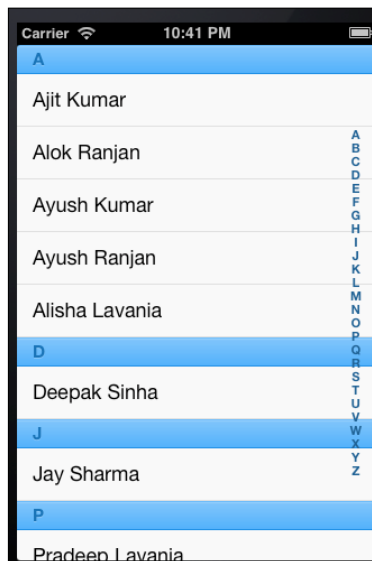 Carrier 10:41 PM
A
Ajit Kumar
Alok Ranjan
Ayush Kumar
Ayush Ranjan
Alisha Lavania
D
Deepak Sinha
J
Jay Sharma
P
Pradeep Lavania
A
B
C
D
E
F
G
H
I
J
K
L
M
N
O
P
Q
R
S
T
U
V
W
X
Y
Z